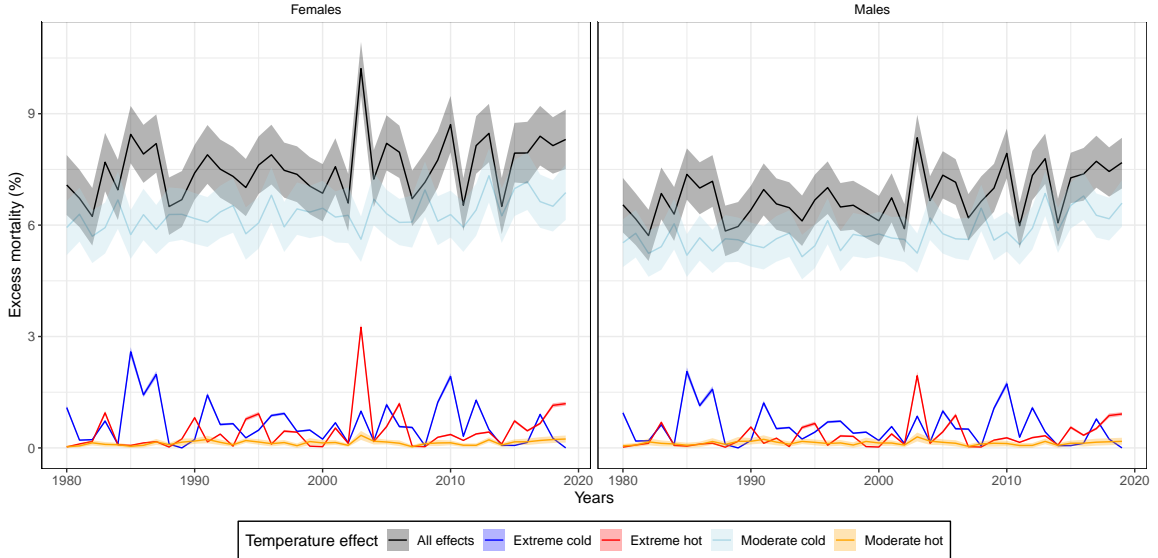 Females
Males
Excess mortality (%)
9
6
3
0
1980
1990
2000
2010
2020
1980
1990
2000
2010
2020
Years
Temperature effect
All effects
Extreme cold
Extreme hot
Moderate cold
Moderate hot